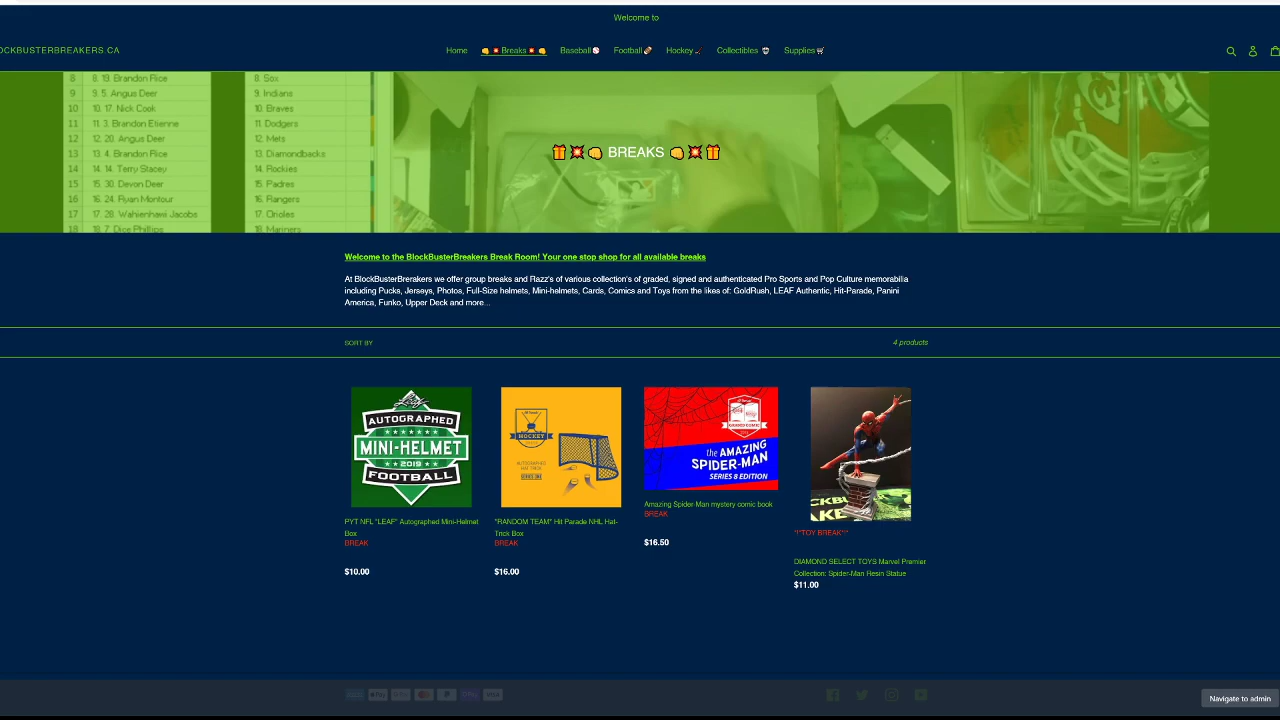 Welcome to
OCKBUSTERBREAKERS.CA
Home
Breaks
Baseball
Football
Hockey
Collectibles
Supplies
8 8. 19. Brandon Rice
9 9. 5. Angus Deer
10 10. 17. Nick Cook
11 11. 3. Brandon Etienne
12 12. 20. Angus Deer
13 13. 4. Brandon Rice
14 14. 14. Terry Stacey
15 15. 30. Devon Deer
16 16. 24. Ryan Montour
17 17. 28. Wahienhawi Jacobs
18
8. Sox
9. Indians
10. Braves
11. Dodgers
12. Mets
13. Diamondbacks
14. Rockies
15. Padres
16. Rangers
17. Orioles
18. Mariners
BREAKS
Welcome to the BlockBusterBreakers Break Room! Your one stop shop for all available breaks
At BlockBusterBrerakers we offer group breaks and Razz's of various collection's of graded, signed and authenticated Pro Sports and Pop Culture memorabilia
including Pucks, Jerseys, Photos, Full-Size helmets, Mini-helmets, Cards, Comics and Toys from the likes of: GoldRush, LEAF Authentic, Hit-Parade, Panini
America, Funko, Upper Deck and more...
SORT BY
4 products
Leaf
AUTOGRAPHED
MINI-HELMET
2019
FOOTBALL
PYT NFL "LEAF" Autographed Mini-Helmet
Box
BREAK
$10.00
HOCKEY
AUTOGRAPHED
HAT TRICK
"RANDOM TEAM" Hit Parade NHL Hat-
Trick Box
BREAK
$16.00
GRADED COMIC
the AMAZING
SPIDER-MAN
SERIES 8 EDITION
Amazing Spider-Man mystery comic book
BREAK
$16.50
*!*TOY BREAK*!*
DIAMOND SELECT TOYS Marvel Premier
Collection: Spider-Man Resin Statue
$11.00
VISA
Navigate to admin